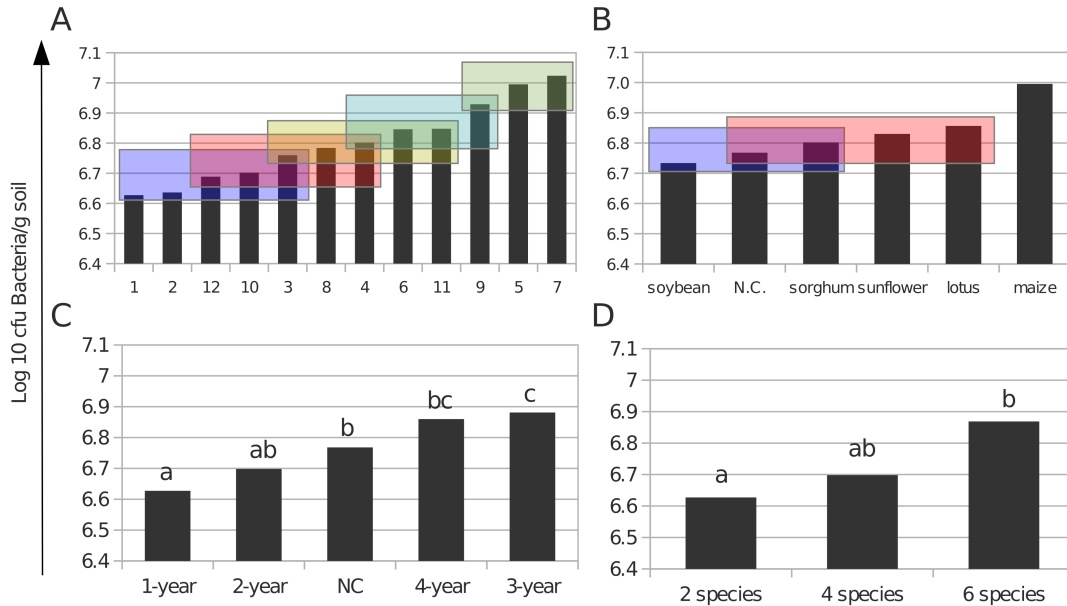 A
7.1
7
6.9
6.8
6.7
6.6
6.5
6.4
1 2 12 10 3 8 4 6 11 9 5 7
B
7.1
7.0
6.9
6.8
6.7
6.6
6.5
6.4
soybean N.C. sorghum sunflower lotus maize
Log 10 cfu Bacteria/g soil
C
7.1
7
6.9
6.8
6.7
6.6
6.5
6.4
a ab b bc c
1-year 2-year NC 4-year 3-year
D
7.1
7
6.9
6.8
6.7
6.6
6.5
6.4
a ab b
2 species 4 species 6 species